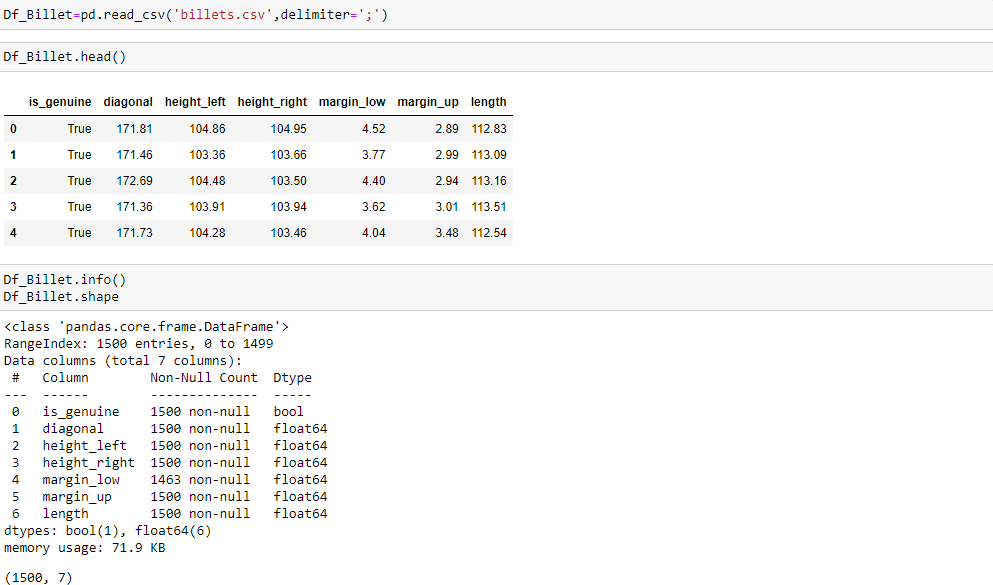 Df_Billet=pd.read_csv('billets.csv',delimiter=';')
Df_Billet.head()
is_genuine diagonal height_left height_right margin_low margin_up length
0 True 171.81 104.86 104.95 4.52 2.89 112.83
1 True 171.46 103.36 103.66 3.77 2.99 113.09
2 True 172.69 104.48 103.50 4.40 2.94 113.16
3 True 171.36 103.91 103.94 3.62 3.01 113.51
4 True 171.73 104.28 103.46 4.04 3.48 112.54
Df_Billet.info()
Df_Billet.shape
<class 'pandas.core.frame.DataFrame'>
RangeIndex: 1500 entries, 0 to 1499
Data columns (total 7 columns):
 #   Column        Non-Null Count  Dtype
---  ------        --------------  -----
 0   is_genuine    1500 non-null   bool
 1   diagonal      1500 non-null   float64
 2   height_left   1500 non-null   float64
 3   height_right  1500 non-null   float64
 4   margin_low    1463 non-null   float64
 5   margin_up     1500 non-null   float64
 6   length        1500 non-null   float64
dtypes: bool(1), float64(6)
memory usage: 71.9 KB
(1500, 7)